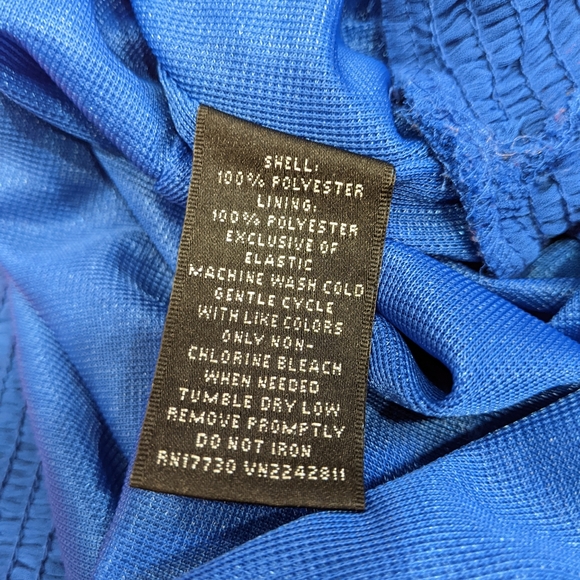 SHELL:
100% POLYESTER
LINING:
100% POLYESTER
EXCLUSIVE OF
ELASTIC
MACHINE WASH COLD
GENTLE CYCLE
WITH LIKE COLORS
ONLY NON-
CHLORINE BLEACH
WHEN NEEDED
TUMBLE DRY LOW
REMOVE PROMPTLY
DO NOT IRON
RN17730 VN2242811